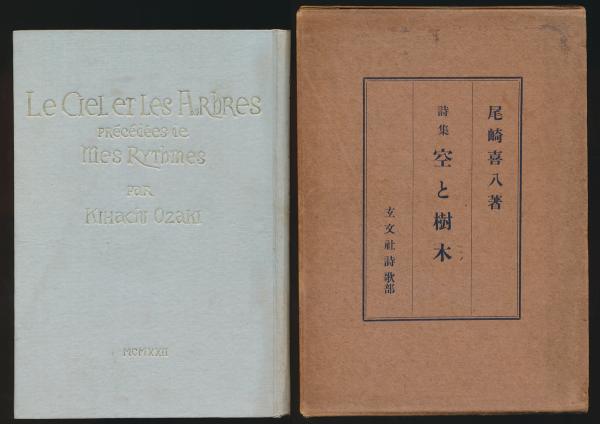 Le Ciel et les Arbres
précédées de
Mes Rythmes
par
Kihachi Ozaki
MCMXXII
尾崎喜八著
詩集 空と樹木
玄文社詩歌部